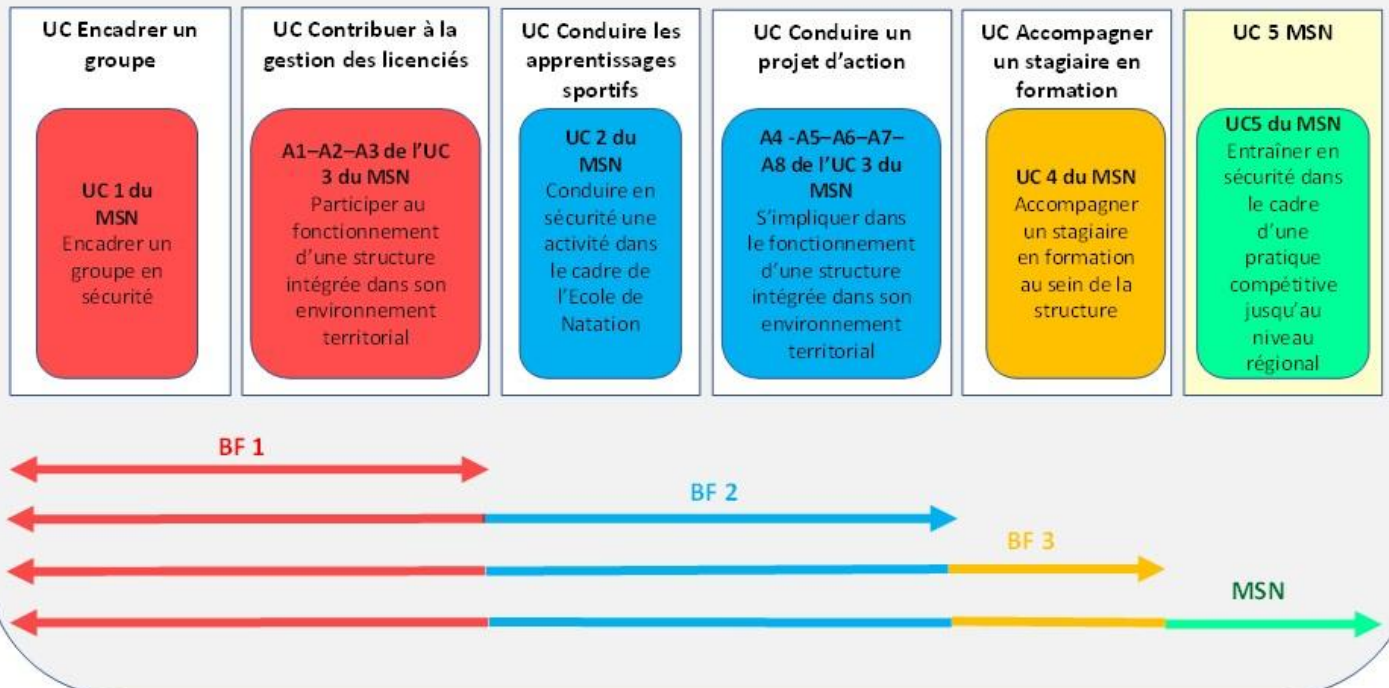 UC Encadrer un
groupe
UC 1 du
MSN
Encadrer un
groupe en
sécurité
UC Contribuer à la
gestion des licenciés
A1–A2–A3 de l'UC
3 du MSN
Participer au
fonctionnement
d'une structure
intégrée dans son
environnement
territorial
UC Conduire les
apprentissages
sportifs
UC 2 du
MSN
Conduire en
sécurité une
activité dans
le cadre de
l'Ecole de
Natation
UC Conduire un
projet d'action
A4 -A5–A6–A7–
A8 de l'UC 3 du
MSN
S'impliquer dans
le fonctionnement
d'une structure
intégrée dans son
environnement
territorial
UC Accompagner
un stagiaire en
formation
UC 4 du MSN
Accompagner
un stagiaire
en formation
au sein de la
structure
UC 5 MSN
UC5 du MSN
Entraîner en
sécurité dans
le cadre
d'une
pratique
compétitive
jusqu'au
niveau
régional
BF 1
BF 2
BF 3
MSN